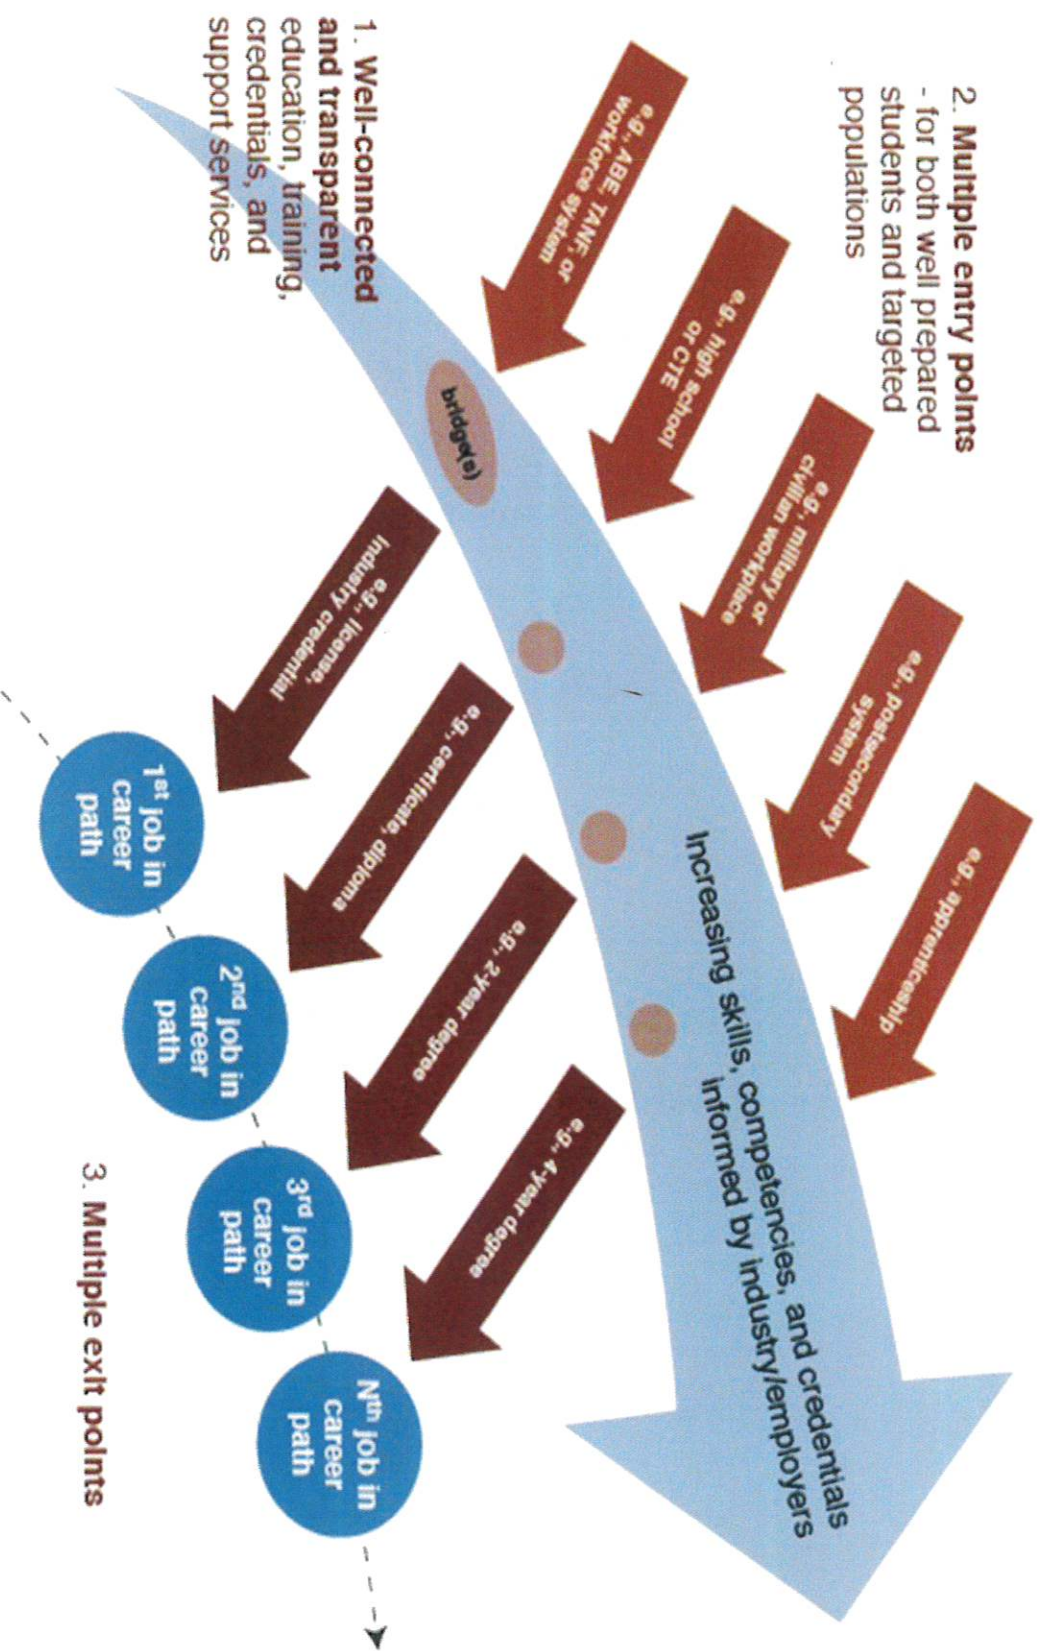 2. Multiple entry points
- for both well prepared
students and targeted
populations
e.g., ABE, TANF, or
workforce system
e.g., high school
or CTE
e.g., military or
civilian workplace
e.g., postsecondary
system
e.g., apprenticeship
1. Well-connected
and transparent
education, training,
credentials, and
support services
bridge(s)
Increasing skills, competencies, and credentials
informed by industry/employers
e.g., license,
industry credential
e.g., certificate, diploma
e.g., 2-year degree
e.g., 4-year degree
1st job in
career
path
2nd job in
career
path
3rd job in
career
path
Nth job in
career
path
3. Multiple exit points